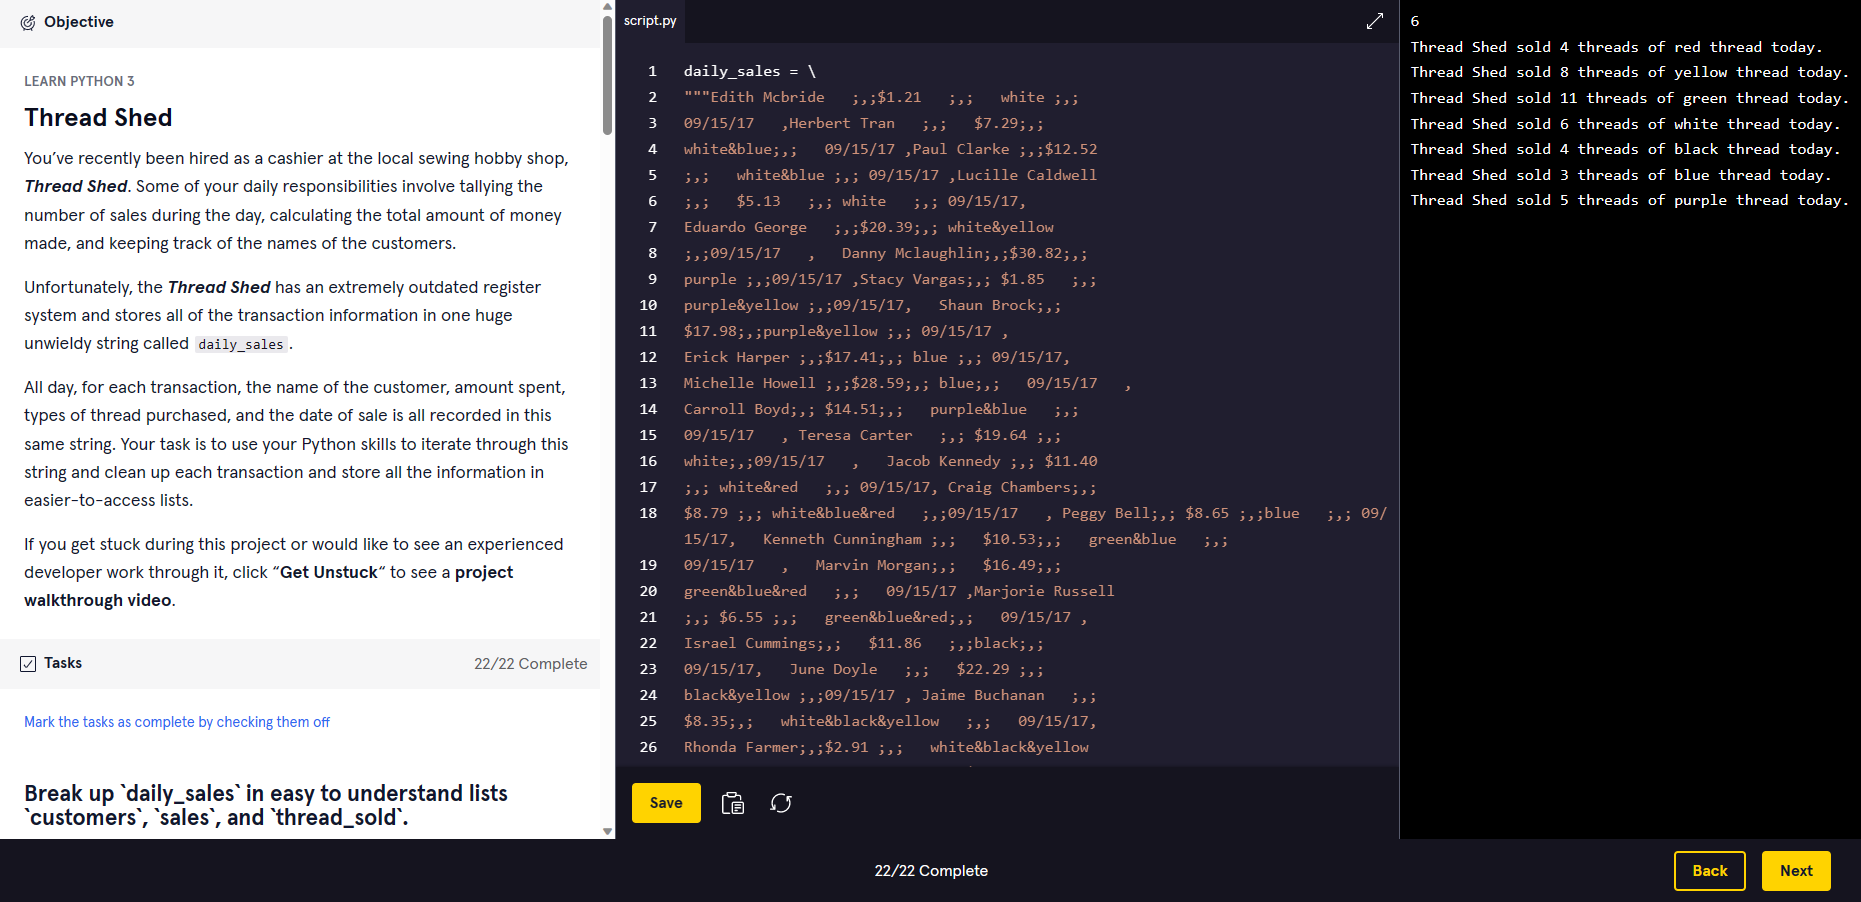 Objective
LEARN PYTHON 3
Thread Shed
You’ve recently been hired as a cashier at the local sewing hobby shop,
Thread Shed. Some of your daily responsibilities involve tallying the
number of sales during the day, calculating the total amount of money
made, and keeping track of the names of the customers.
Unfortunately, the Thread Shed has an extremely outdated register
system and stores all of the transaction information in one huge
unwieldy string called daily_sales.
All day, for each transaction, the name of the customer, amount spent,
types of thread purchased, and the date of sale is all recorded in this
same string. Your task is to use your Python skills to iterate through this
string and clean up each transaction and store all the information in
easier-to-access lists.
If you get stuck during this project or would like to see an experienced
developer work through it, click “Get Unstuck“ to see a project
walkthrough video.
Tasks
22/22 Complete
Mark the tasks as complete by checking them off
Break up `daily_sales` in easy to understand lists
`customers`, `sales`, and `thread_sold`.
script.py
1 daily_sales = \
2 """Edith Mcbride   ;,;$1.21   ;,;   white ;,;
3 09/15/17   ,Herbert Tran   ;,;   $7.29;,;
4 white&blue;,;   09/15/17 ,Paul Clarke ;,;$12.52
5 ;,;   white&blue ;,; 09/15/17 ,Lucille Caldwell
6 ;,;   $5.13   ;,; white   ;,; 09/15/17,
7 Eduardo George   ;,;$20.39;,; white&yellow
8 ;,;09/15/17   ,   Danny Mclaughlin;,;$30.82;,;
9 purple ;,;09/15/17 ,Stacy Vargas;,; $1.85   ;,;
10 purple&yellow ;,;09/15/17,   Shaun Brock;,;
11 $17.98;,;purple&yellow ;,; 09/15/17 ,
12 Erick Harper ;,;$17.41;,; blue ;,; 09/15/17,
13 Michelle Howell ;,;$28.59;,; blue;,;   09/15/17   ,
14 Carroll Boyd;,; $14.51;,;   purple&blue   ;,;
15 09/15/17   , Teresa Carter   ;,; $19.64 ;,;
16 white;,;09/15/17   ,   Jacob Kennedy ;,; $11.40
17 ;,; white&red   ;,; 09/15/17, Craig Chambers;,;
18 $8.79 ;,; white&blue&red   ;,;09/15/17   , Peggy Bell;,; $8.65 ;,;blue   ;,; 09/
15/17,   Kenneth Cunningham ;,;   $10.53;,;   green&blue   ;,;
19 09/15/17   ,   Marvin Morgan;,;   $16.49;,;
20 green&blue&red   ;,;   09/15/17 ,Marjorie Russell
21 ;,; $6.55 ;,;   green&blue&red;,;   09/15/17 ,
22 Israel Cummings;,;   $11.86   ;,;black;,;
23 09/15/17,   June Doyle   ;,;   $22.29 ;,;
24 black&yellow ;,;09/15/17 , Jaime Buchanan   ;,;
25 $8.35;,;   white&black&yellow   ;,;   09/15/17,
26 Rhonda Farmer;,;$2.91 ;,;   white&black&yellow
Save
6
Thread Shed sold 4 threads of red thread today.
Thread Shed sold 8 threads of yellow thread today.
Thread Shed sold 11 threads of green thread today.
Thread Shed sold 6 threads of white thread today.
Thread Shed sold 4 threads of black thread today.
Thread Shed sold 3 threads of blue thread today.
Thread Shed sold 5 threads of purple thread today.
22/22 Complete
Back
Next